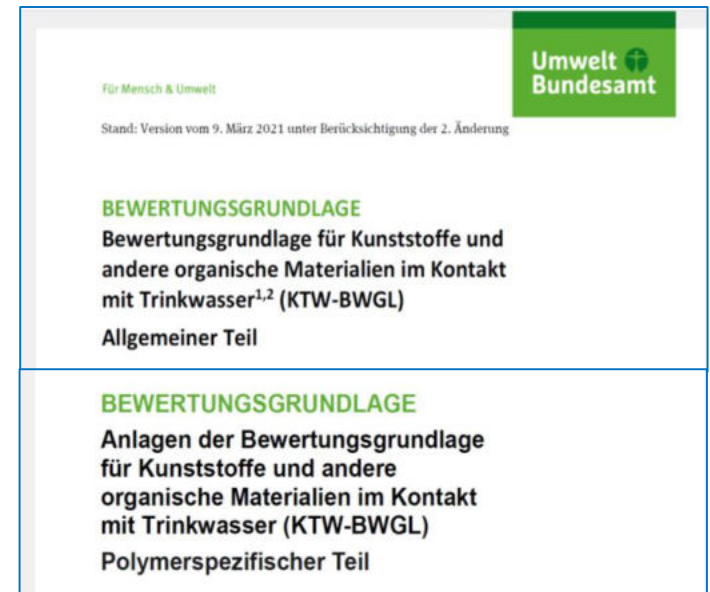 Umwelt
Bundesamt
Für Mensch & Umwelt
Stand: Version vom 9. März 2021 unter Berücksichtigung der 2. Änderung
BEWERTUNGSGRUNDLAGE
Bewertungsgrundlage für Kunststoffe und
andere organische Materialien im Kontakt
mit Trinkwasser1,2 (KTW-BWGL)
Allgemeiner Teil
BEWERTUNGSGRUNDLAGE
Anlagen der Bewertungsgrundlage
für Kunststoffe und andere
organische Materialien im Kontakt
mit Trinkwasser (KTW-BWGL)
Polymerspezifischer Teil